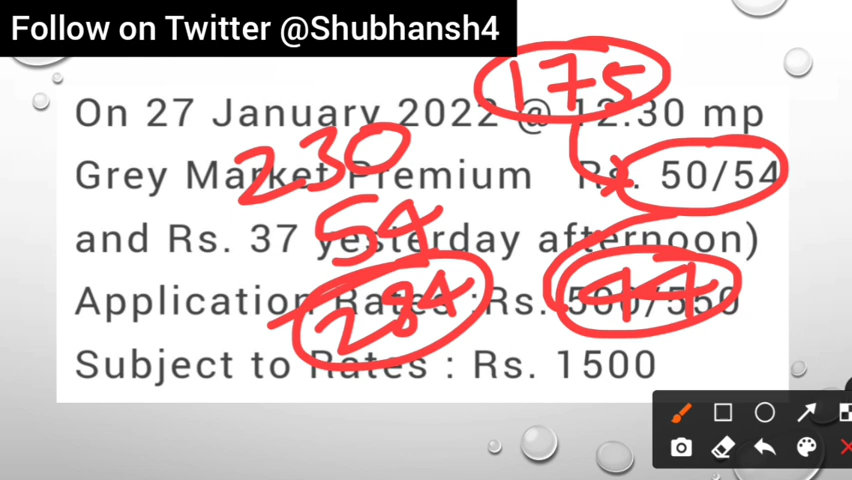 Follow on Twitter @Shubhansh4
175
On 27 January 2022 @ 12.30 mp
230
Grey Market Premium Rs. 50/54
54
and Rs. 37 yesterday afternoon)
284
44
Application Rates :Rs. 500/550
Subject to Rates : Rs. 1500